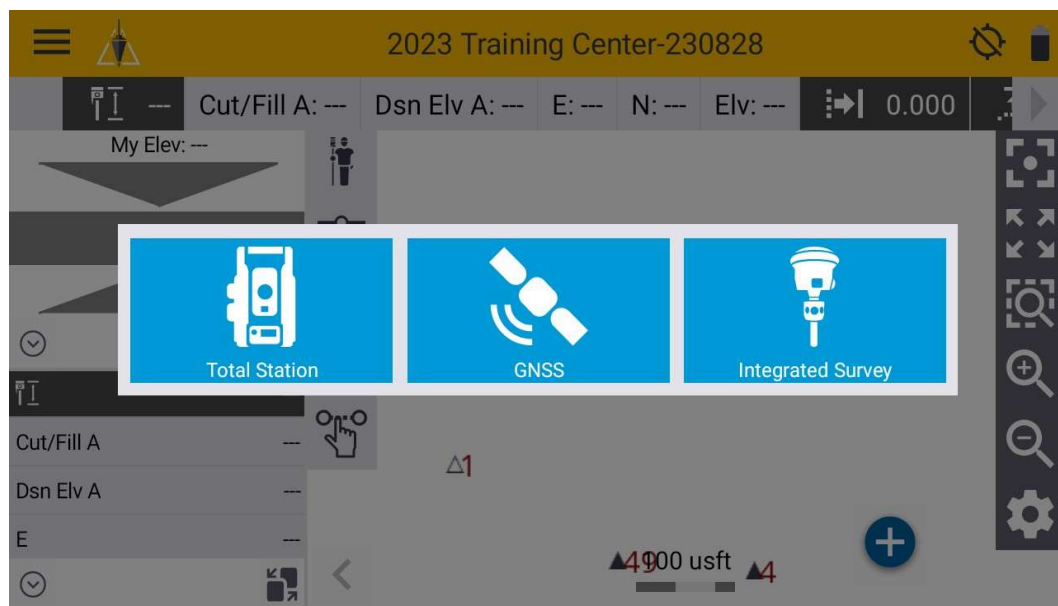 2023 Training Center-230828
--- Cut/Fill A: --- Dsn Elv A: --- E: --- N: --- Elv: --- 0.000
My Elev: ---
Total Station GNSS Integrated Survey
Cut/Fill A ---
Dsn Elv A ---
1
E ---
49 100 usft 4